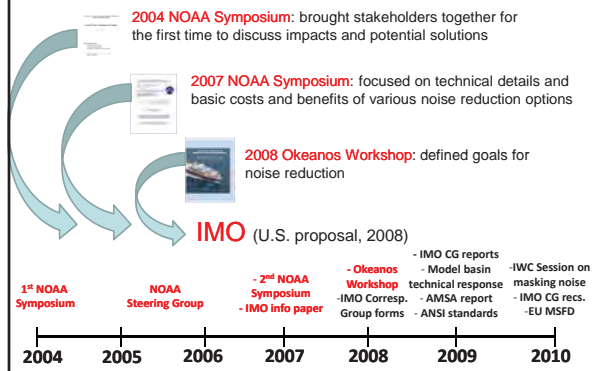 2004 NOAA Symposium: brought stakeholders together for
the first time to discuss impacts and potential solutions
2007 NOAA Symposium: focused on technical details and
basic costs and benefits of various noise reduction options
2008 Okeanos Workshop: defined goals for
noise reduction
IMO (U.S. proposal, 2008)
1st NOAA
Symposium
NOAA
Steering Group
- 2nd NOAA
Symposium
- IMO info paper
- Okeanos
Workshop
-IMO Corresp.
Group forms
- IMO CG reports
- Model basin
technical response
- AMSA report
- ANSI standards
-IWC Session on
masking noise
- IMO CG recs.
-EU MSFD
2004 2005 2006 2007 2008 2009 2010